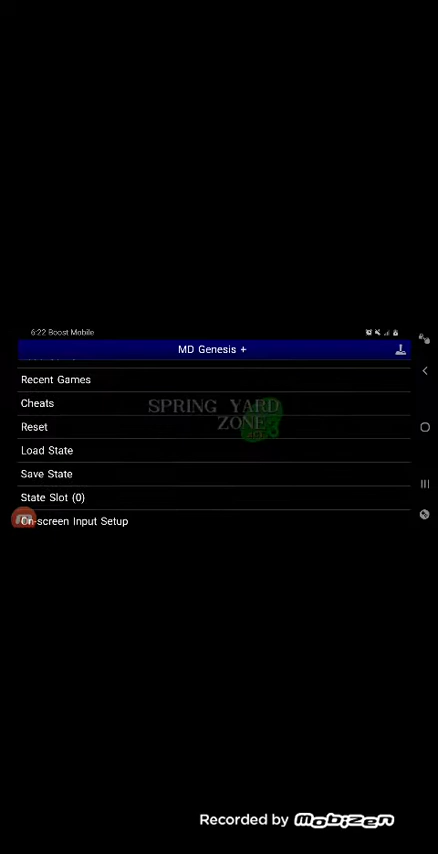 6:22 Boost Mobile
MD Genesis +
Recent Games
Cheats
SPRING YARD
ZONE
Reset
Load State
Save State
State Slot (0)
On-screen Input Setup
Recorded by MOBIZEN